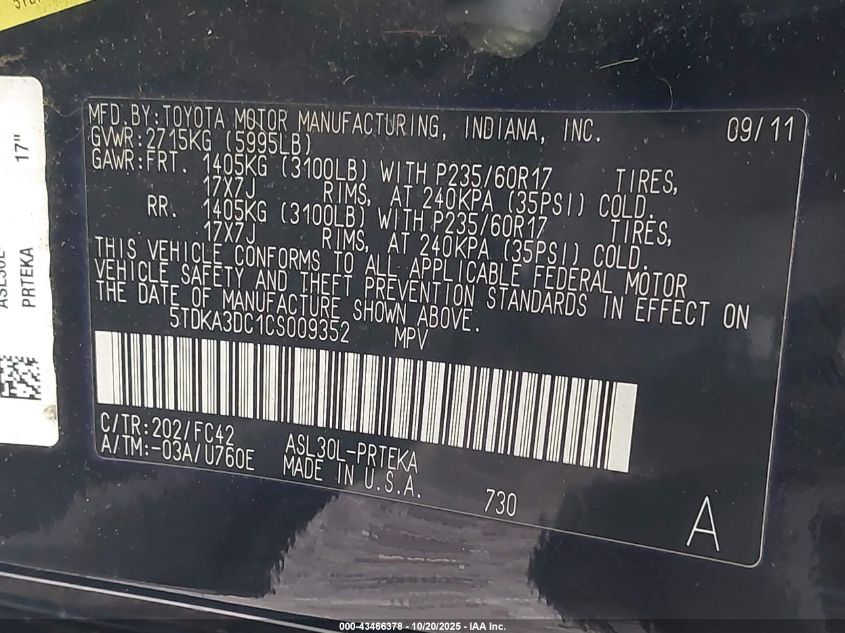 MFD.BY:TOYOTA MOTOR MANUFACTURING, INDIANA, INC. 09/11
GVWR:2715KG (5995LB)
GAWR:FRT. 1405KG (3100LB) WITH P235/60R17 TIRES,
17X7J RIMS, AT 240KPA (35PSI) COLD.
RR. 1405KG (3100LB) WITH P235/60R17 TIRES,
17X7J RIMS, AT 240KPA (35PSI) COLD.
THIS VEHICLE CONFORMS TO ALL APPLICABLE FEDERAL MOTOR
VEHICLE SAFETY AND THEFT PREVENTION STANDARDS IN EFFECT ON
THE DATE OF MANUFACTURE SHOWN ABOVE.
5TDKA3DC1CS009352 MPV
C/TR:202/FC42
A/TM:-03A/U760E
ASL30L-PRTEKA
MADE IN U.S.A.
730
A
17"
ASL30L-
PRTEKA
000-43466378 - 10/20/2025 - IAA Inc.